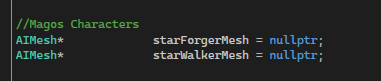 //Magos Characters
AIMesh* starForgerMesh = nullptr;
AIMesh* starWalkerMesh = nullptr;